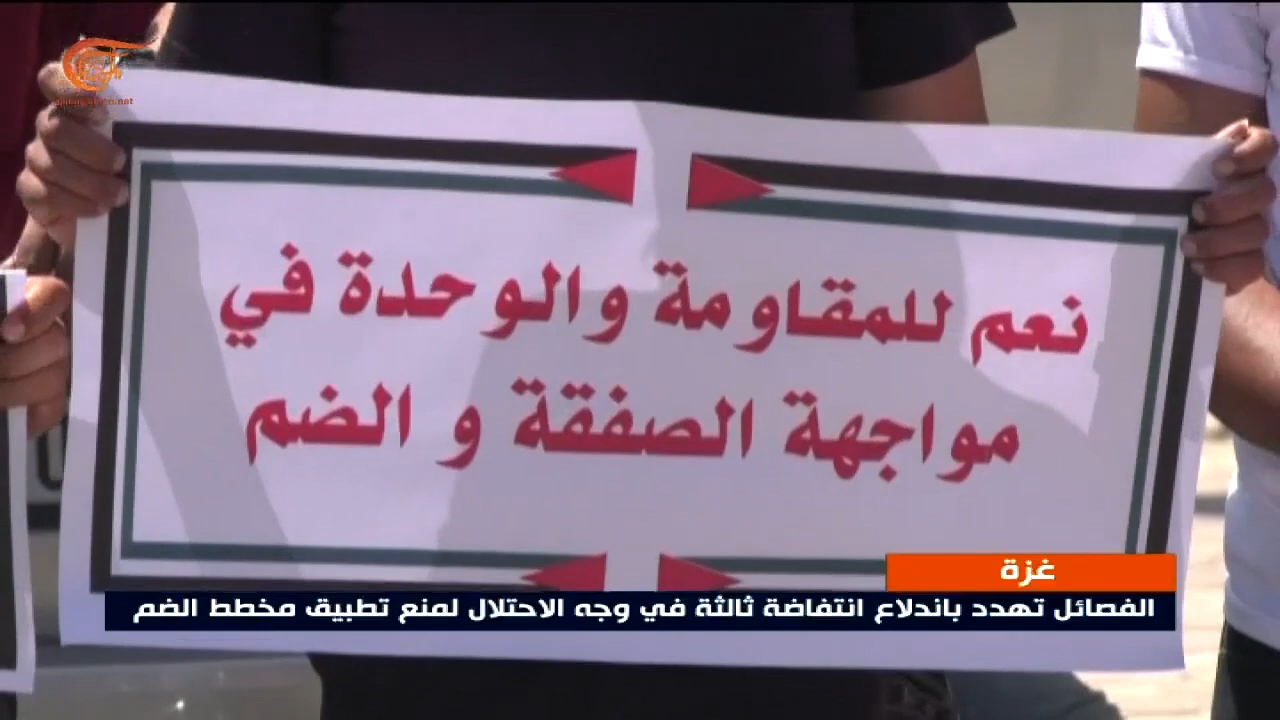 نعم للمقاومة والوحدة في
مواجهة الصفقة و الضم
غزة
الفصائل تهدد باندلاع انتفاضة ثالثة في وجه الاحتلال لمنع تطبيق مخطط الضم